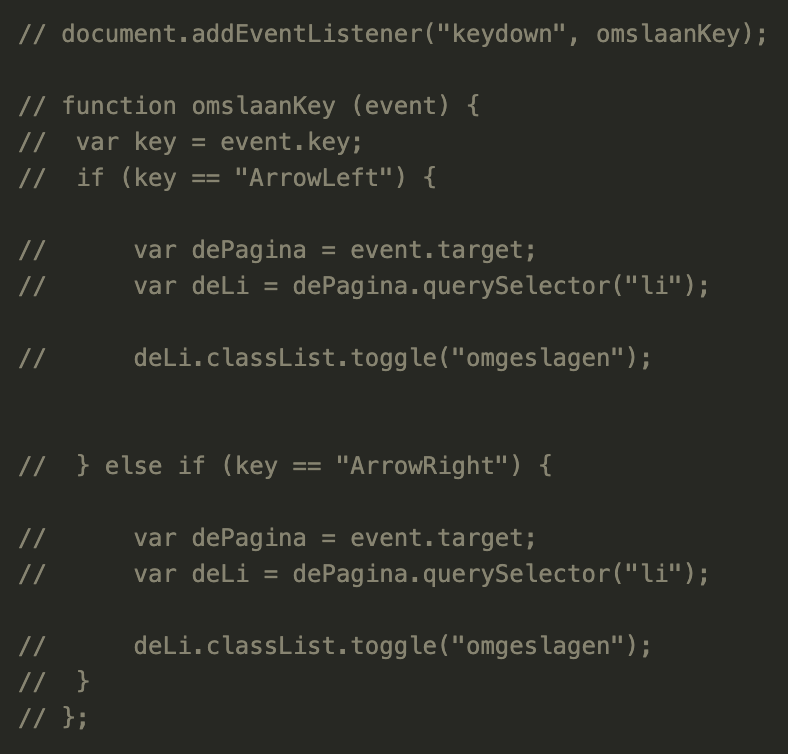 // document.addEventListener("keydown", omslaanKey);
// function omslaanKey (event) {
//  var key = event.key;
//  if (key == "ArrowLeft") {
//      var dePagina = event.target;
//      var deLi = dePagina.querySelector("li");
//      deLi.classList.toggle("omgeslagen");
//  } else if (key == "ArrowRight") {
//      var dePagina = event.target;
//      var deLi = dePagina.querySelector("li");
//      deLi.classList.toggle("omgeslagen");
//  }
// };